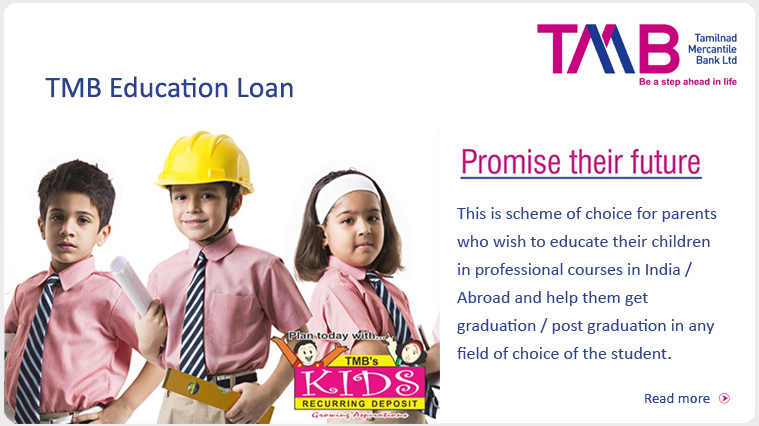 TMB
Tamilnad
Mercantile
Bank Ltd
Be a step ahead in life
TMB Education Loan
Promise their future
This is scheme of choice for parents
who wish to educate their children
in professional courses in India /
Abroad and help them get
graduation / post graduation in any
field of choice of the student.
Plan today with...
TMB's
KIDS
RECURRING DEPOSIT
Growing Aspirations
Read more